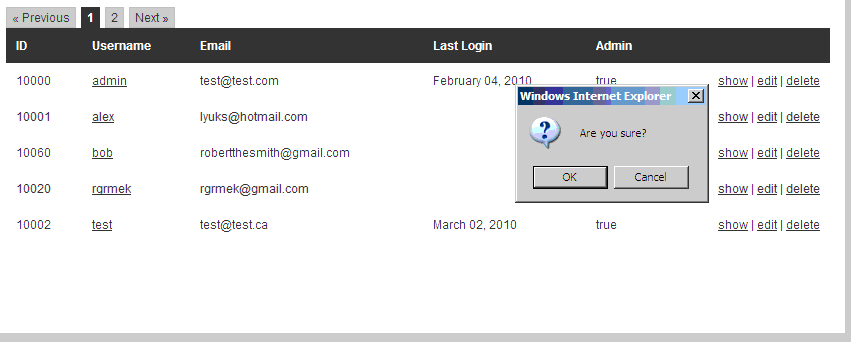 « Previous 1 2 Next »
ID Username Email Last Login Admin
10000 admin test@test.com February 04, 2010 true show | edit | delete
Windows Internet Explorer
10001 alex lyuks@hotmail.com show | edit | delete
Are you sure?
10060 bob robertthesmith@gmail.com show | edit | delete
OK Cancel
10020 rgrmek rgrmek@gmail.com show | edit | delete
10002 test test@test.ca March 02, 2010 true show | edit | delete